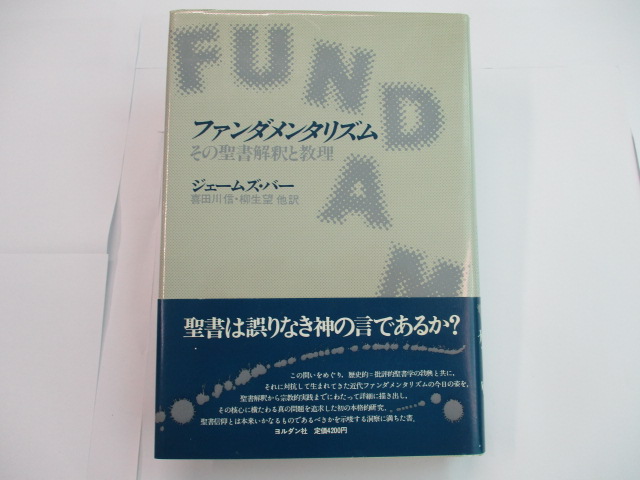 FUNDAM
ファンダメンタリズム
その聖書解釈と教理
ジェームズ・バー
喜田川信・柳生望 他訳
聖書は誤りなき神の言であるか?
この問いをめぐり、歴史的=批評的聖書学の勃興と共に、
それに対抗して生まれてきた近代ファンダメンタリズムの今日の姿を、
聖書解釈から宗教的実践までにわたって詳細に描き出し、
その核心に横たわる真の問題を追求した初の本格的研究。
聖書信仰とは本来いかなるものであるべきかを示唆する洞察に満ちた書。
ヨルダン社 定価4200円